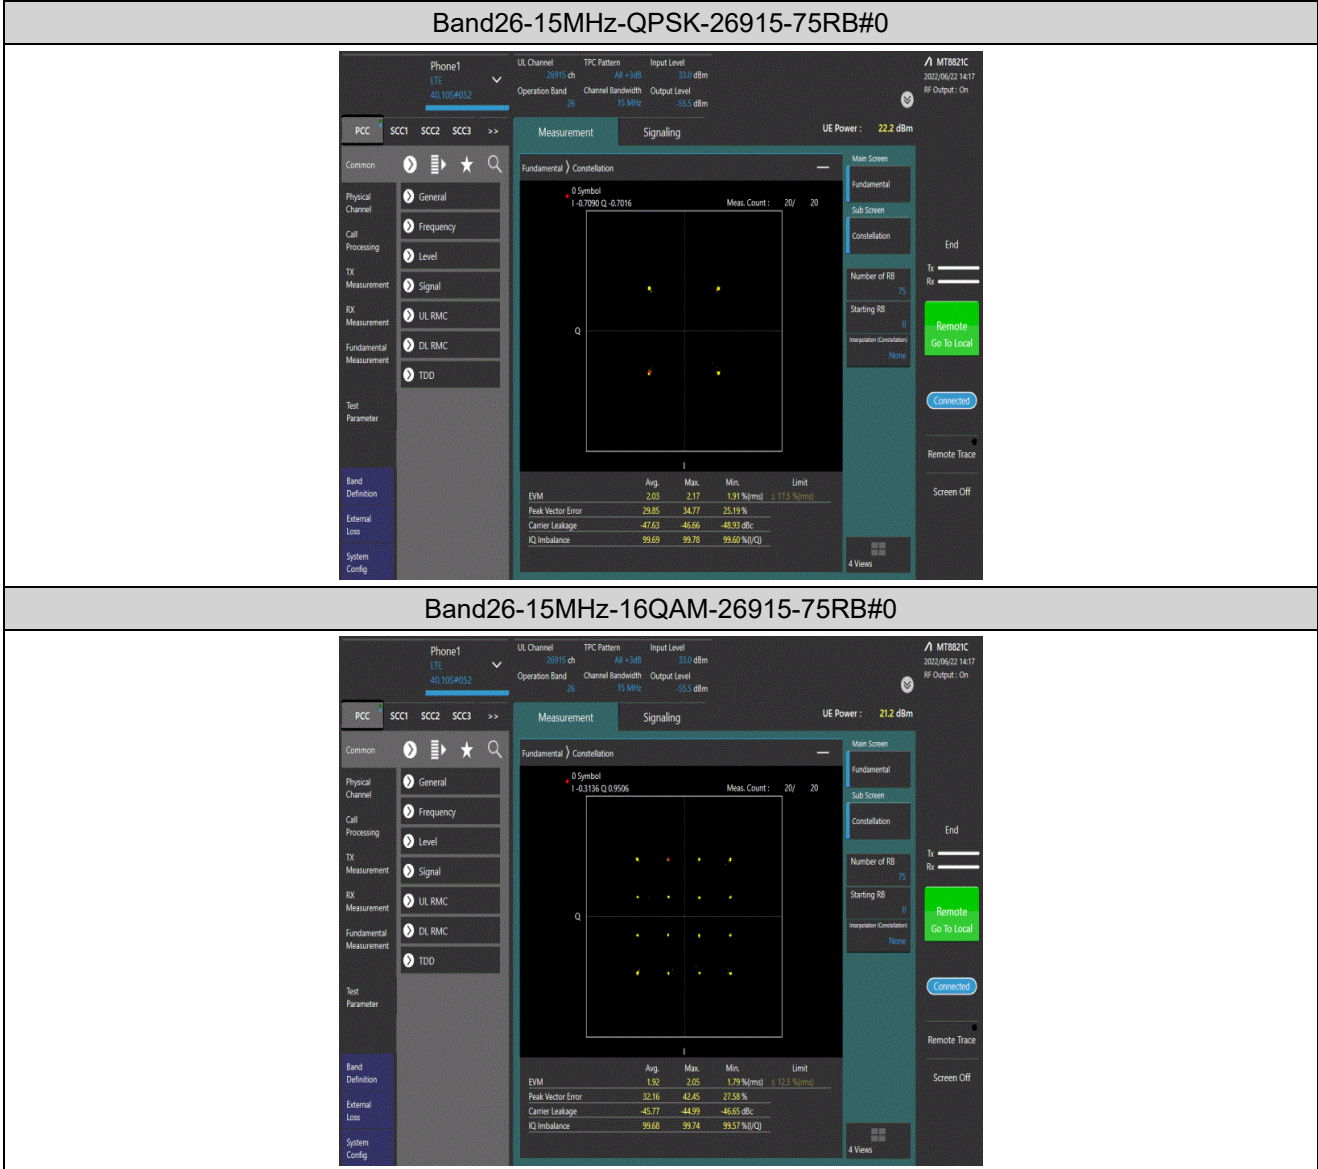 Band26-15MHz-QPSK-26915-75RB#0
Phone1
LTE
40.105#052
UL Channel TPC Pattern Input Level
26915 ch All +3dB 33.0 dBm
Operation Band Channel Bandwidth Output Level
26 15 MHz -55.5 dBm
MT8821C
2022/06/22 14:17
RF Output : On
PCC SCC1 SCC2 SCC3 >>
Measurement Signaling
UE Power : 22.2 dBm
Common
Physical Channel
Call Processing
TX Measurement
RX Measurement
Fundamental Measurement
Test Parameter
Band Definition
External Loss
System Config
General
Frequency
Level
Signal
UL RMC
DL RMC
TDD
Fundamental Constellation
0 Symbol
I -0.7090 Q -0.7016 Meas. Count : 20/ 20
Q
I
Avg. Max. Min. Limit
EVM 2.03 2.17 1.91 %(rms) ≤ 17.5 %(rms)
Peak Vector Error 29.85 34.77 25.19 %
Carrier Leakage -47.63 -46.66 -48.93 dBc
IQ Imbalance 99.69 99.78 99.60 %(I/Q)
Main Screen
Fundamental
Sub Screen
Constellation
Number of RB
75
Starting RB
0
Interpolation (Constellation)
None
4 Views
End
Tx
Rx
Remote
Go To Local
Connected
Remote Trace
Screen Off
Band26-15MHz-16QAM-26915-75RB#0
Phone1
LTE
40.105#052
UL Channel TPC Pattern Input Level
26915 ch All +3dB 33.0 dBm
Operation Band Channel Bandwidth Output Level
26 15 MHz -55.5 dBm
MT8821C
2022/06/22 14:17
RF Output : On
PCC SCC1 SCC2 SCC3 >>
Measurement Signaling
UE Power : 21.2 dBm
Common
Physical Channel
Call Processing
TX Measurement
RX Measurement
Fundamental Measurement
Test Parameter
Band Definition
External Loss
System Config
General
Frequency
Level
Signal
UL RMC
DL RMC
TDD
Fundamental Constellation
0 Symbol
I -0.3136 Q 0.9506 Meas. Count : 20/ 20
Q
I
Avg. Max. Min. Limit
EVM 1.92 2.05 1.79 %(rms) ≤ 12.5 %(rms)
Peak Vector Error 32.16 42.45 27.58 %
Carrier Leakage -45.77 -44.99 -46.65 dBc
IQ Imbalance 99.68 99.74 99.57 %(I/Q)
Main Screen
Fundamental
Sub Screen
Constellation
Number of RB
75
Starting RB
0
Interpolation (Constellation)
None
4 Views
End
Tx
Rx
Remote
Go To Local
Connected
Remote Trace
Screen Off